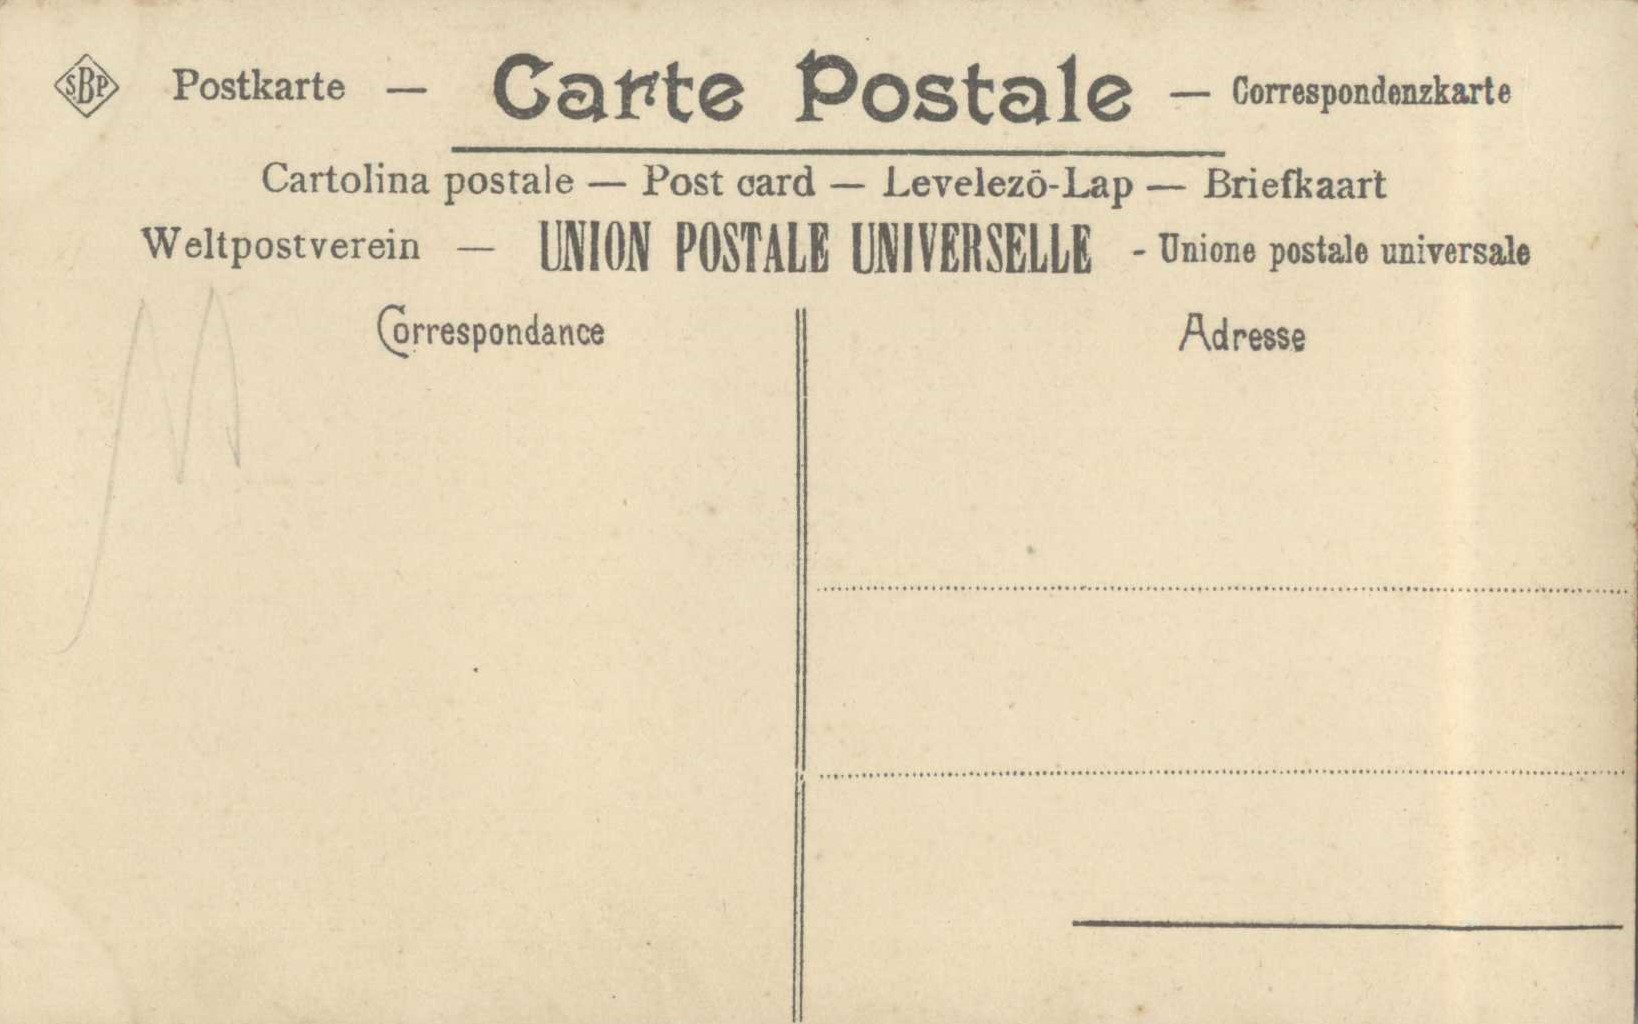 SBP Postkarte — Carte Postale — Correspondenzkarte
Cartolina postale — Post card — Levelezõ-Lap — Briefkaart
Weltpostverein — UNION POSTALE UNIVERSELLE - Unione postale universale
Correspondance
Adresse
M